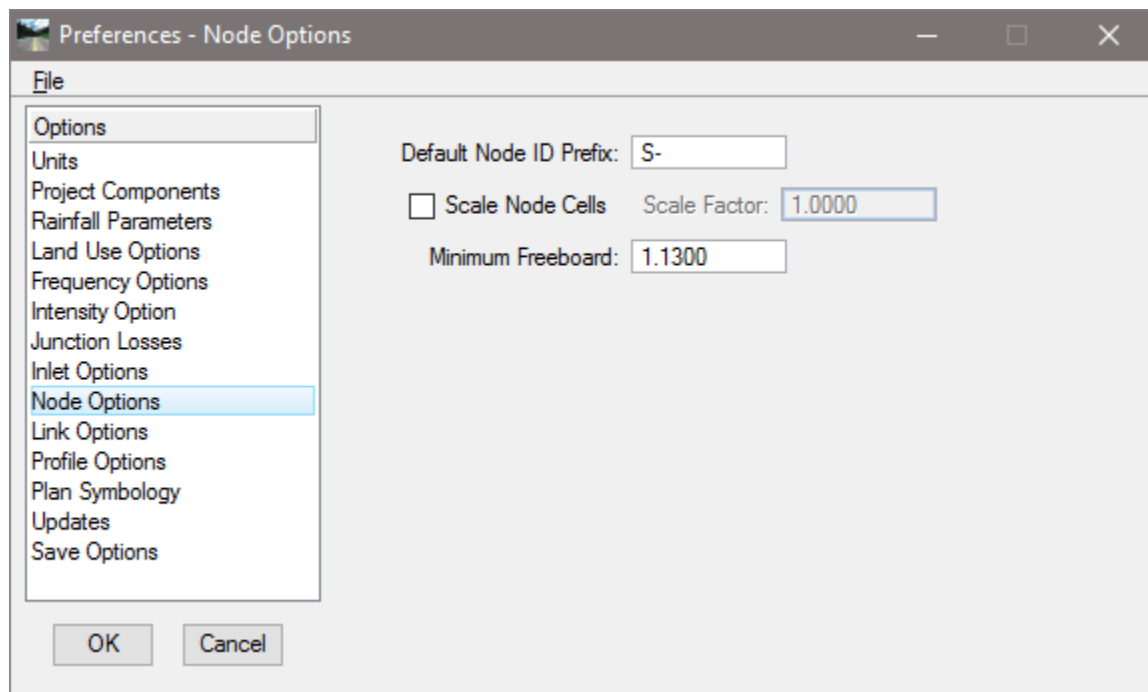 Preferences - Node Options
File
Options
Units
Project Components
Rainfall Parameters
Land Use Options
Frequency Options
Intensity Option
Junction Losses
Inlet Options
Node Options
Link Options
Profile Options
Plan Symbology
Updates
Save Options
Default Node ID Prefix: S-
Scale Node Cells Scale Factor: 1.0000
Minimum Freeboard: 1.1300
OK Cancel